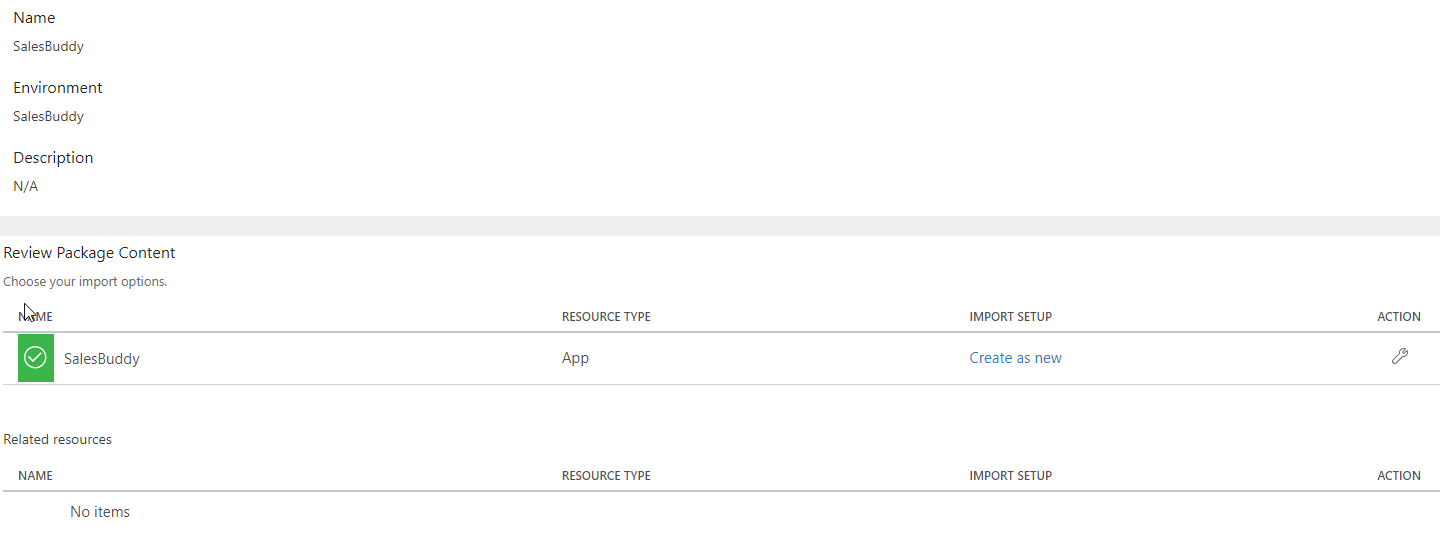 Name
SalesBuddy
Environment
SalesBuddy
Description
N/A
Review Package Content
Choose your import options.
NAME RESOURCE TYPE IMPORT SETUP ACTION
SalesBuddy App Create as new
Related resources
NAME RESOURCE TYPE IMPORT SETUP ACTION
No items